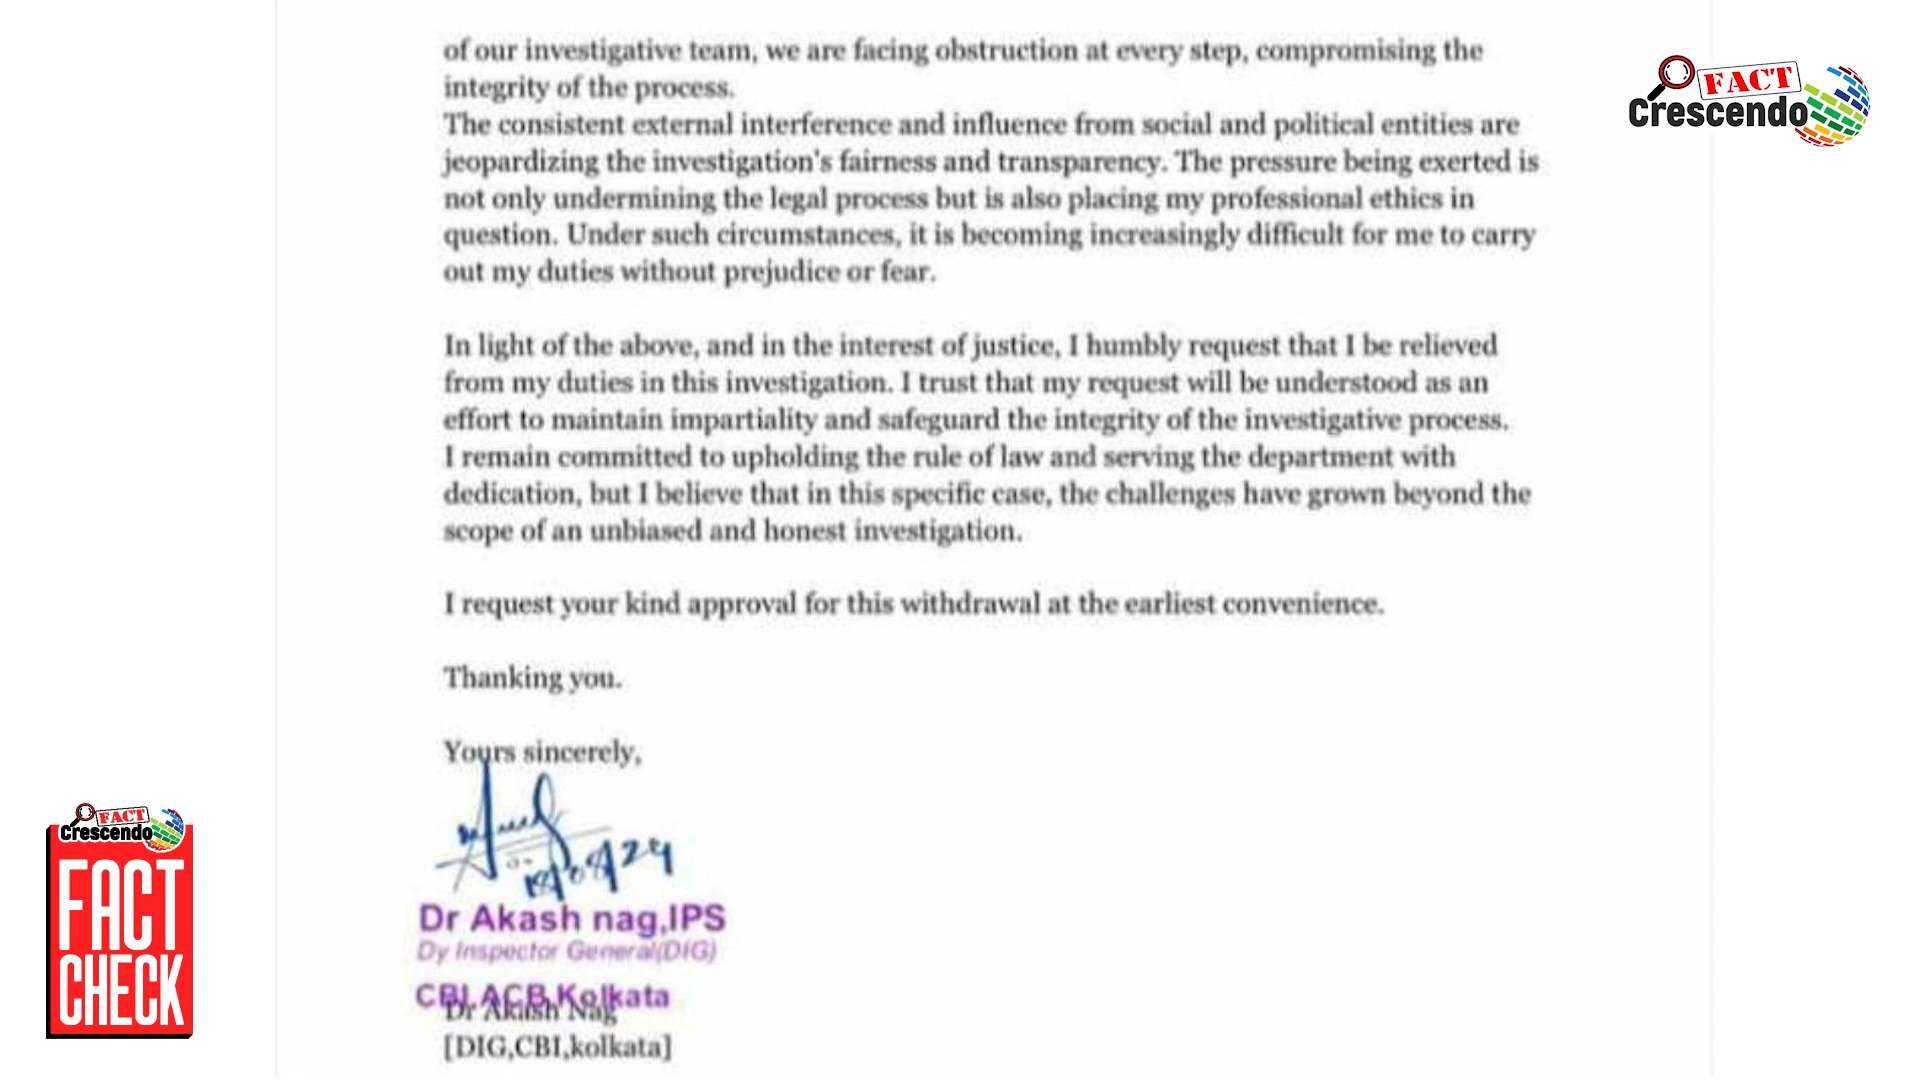 of our investigative team, we are facing obstruction at every step, compromising the
integrity of the process.
The consistent external interference and influence from social and political entities are
jeopardizing the investigation's fairness and transparency. The pressure being exerted is
not only undermining the legal process but is also placing my professional ethics in
question. Under such circumstances, it is becoming increasingly difficult for me to carry
out my duties without prejudice or fear.
In light of the above, and in the interest of justice, I humbly request that I be relieved
from my duties in this investigation. I trust that my request will be understood as an
effort to maintain impartiality and safeguard the integrity of the investigative process.
I remain committed to upholding the rule of law and serving the department with
dedication, but I believe that in this specific case, the challenges have grown beyond the
scope of an unbiased and honest investigation.
I request your kind approval for this withdrawal at the earliest convenience.
Thanking you.
Yours sincerely,
Dr Akash nag,IPS
Dy Inspector General(DIG)
CBI,ACB,Kolkata
Dr Akash Nag
[DIG,CBI,kolkata]
FACT
Crescendo
FACT
Crescendo
FACT
CHECK